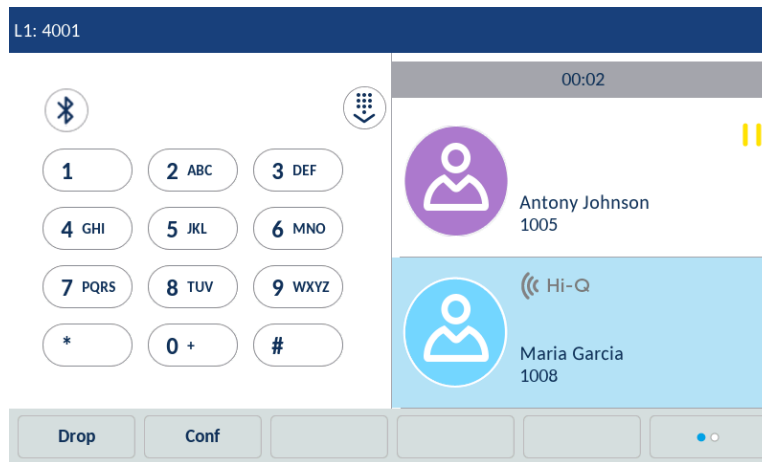 L1: 4001
00:02
1
2 ABC
3 DEF
4 GHI
5 JKL
6 MNO
7 PQRS
8 TUV
9 WXYZ
*
0 +
#
Antony Johnson
1005
Hi-Q
Maria Garcia
1008
Drop
Conf